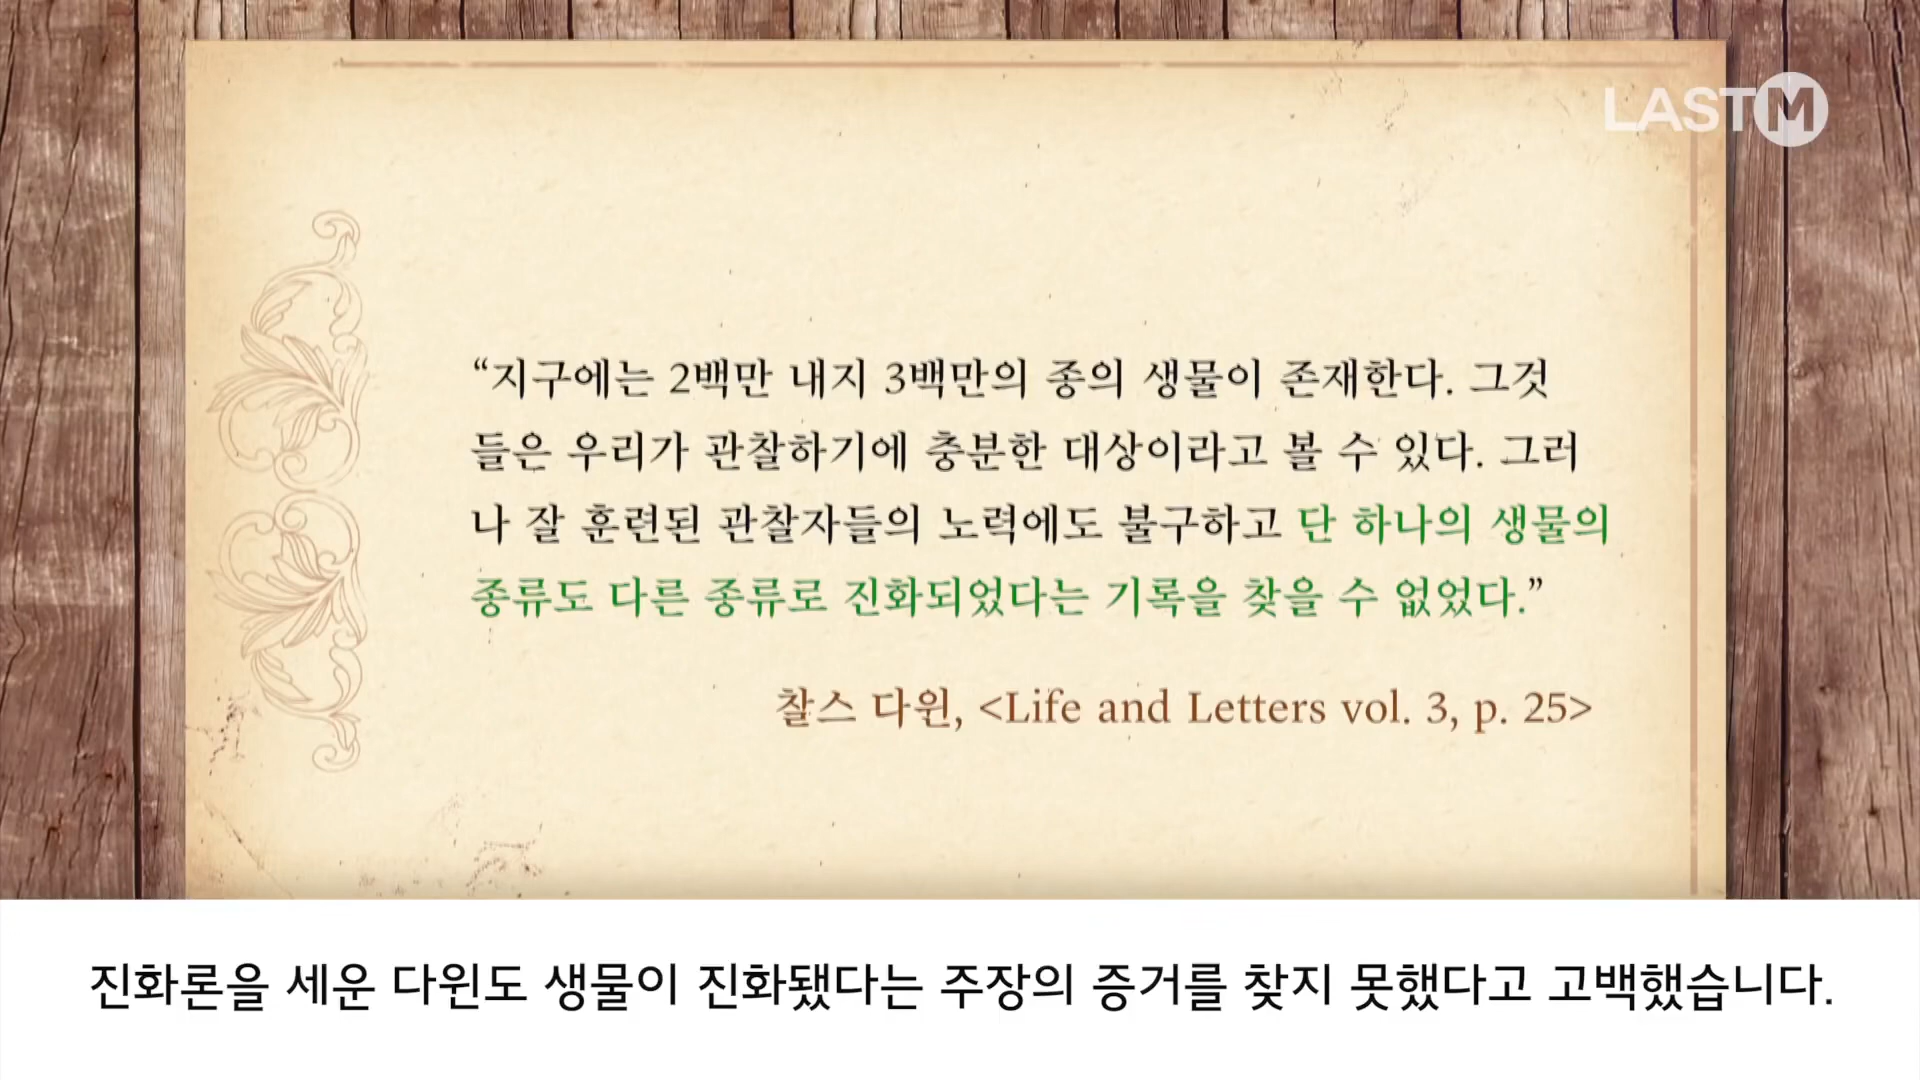 LAST M
“지구에는 2백만 내지 3백만의 종의 생물이 존재한다. 그것
들은 우리가 관찰하기에 충분한 대상이라고 볼 수 있다. 그러
나 잘 훈련된 관찰자들의 노력에도 불구하고 단 하나의 생물의
종류도 다른 종류로 진화되었다는 기록을 찾을 수 없었다.”
찰스 다윈, <Life and Letters vol. 3, p. 25>
진화론을 세운 다윈도 생물이 진화됐다는 주장의 증거를 찾지 못했다고 고백했습니다.